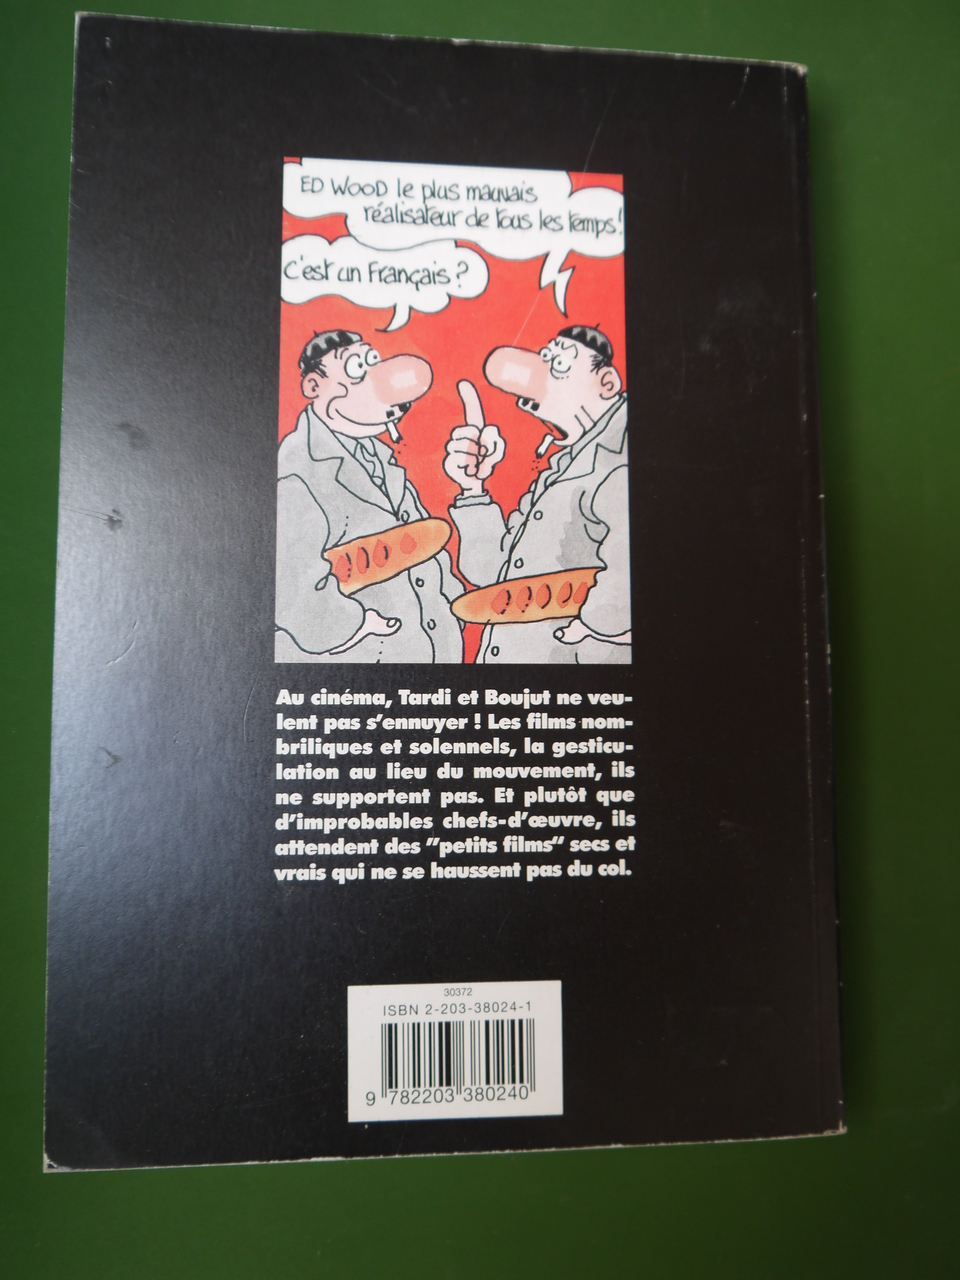 ED WOOD le plus mauvais
réalisateur de tous les temps!
C'est un Français ?
Au cinéma, Tardi et Boujut ne veu-
lent pas s'ennuyer ! Les films nom-
briliques et solennels, la gesticu-
lation au lieu du mouvement, ils
ne supportent pas. Et plutôt que
d'improbables chefs-d'œuvre, ils
attendent des "petits films" secs et
vrais qui ne se haussent pas du col.
30372
ISBN 2-203-38024-1
9 782203 380240